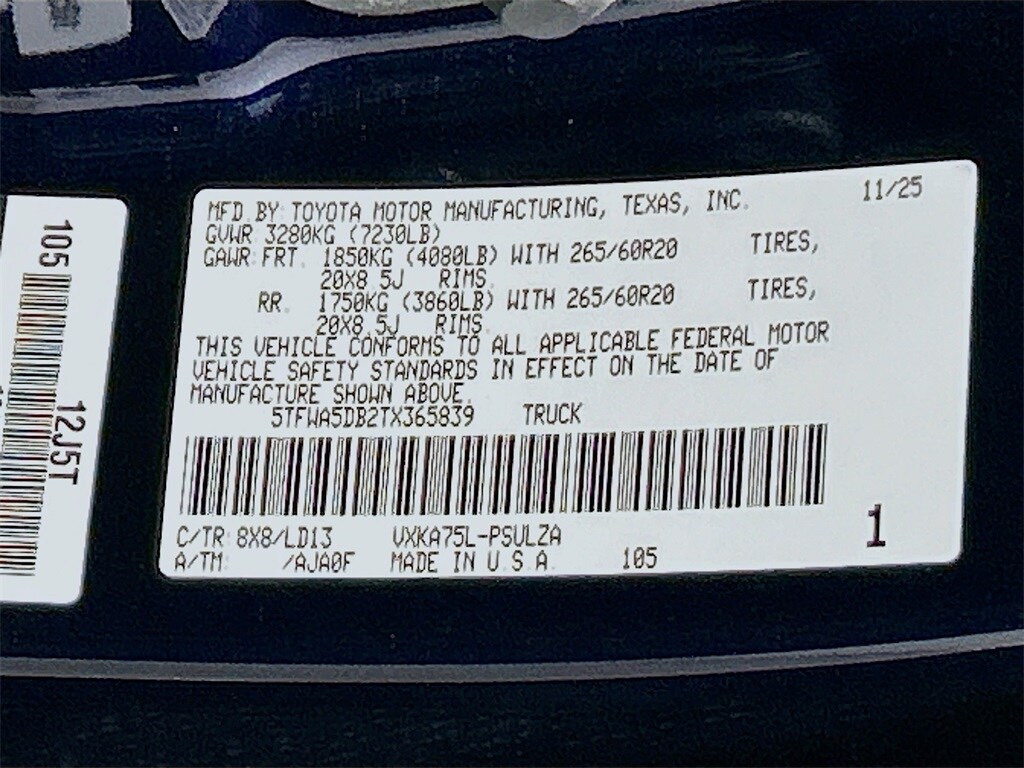 MFD. BY: TOYOTA MOTOR MANUFACTURING, TEXAS, INC. 11/25
GVWR 3280KG (7230LB)
GAWR FRT. 1850KG (4080LB) WITH 265/60R20 TIRES,
20X8.5J RIMS.
RR. 1750KG (3860LB) WITH 265/60R20 TIRES,
20X8.5J RIMS.
THIS VEHICLE CONFORMS TO ALL APPLICABLE FEDERAL MOTOR
VEHICLE SAFETY STANDARDS IN EFFECT ON THE DATE OF
MANUFACTURE SHOWN ABOVE.
5TFWA5DB2TX365839 TRUCK
C/TR: 8X8/LD13 VXKA75L-PSVLZA
A/TM: /AJA0F MADE IN U.S.A. 105
1
105
12J5T